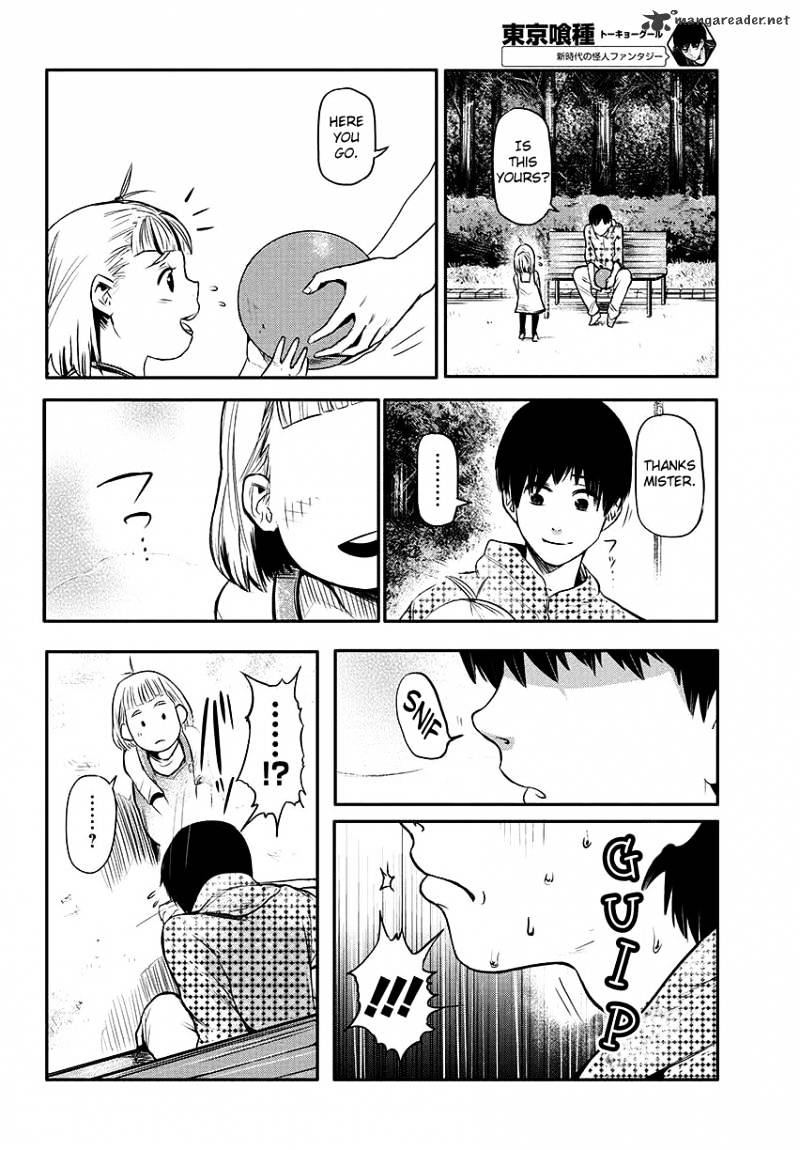 mangareader.net
東京喰種 トーキョーグール
新時代の怪人ファンタジー
IS
THIS
YOURS?
HERE
YOU
GO.
THANKS
MISTER.
………
……?
SNIF
GUIP
!!!
……!?
……?